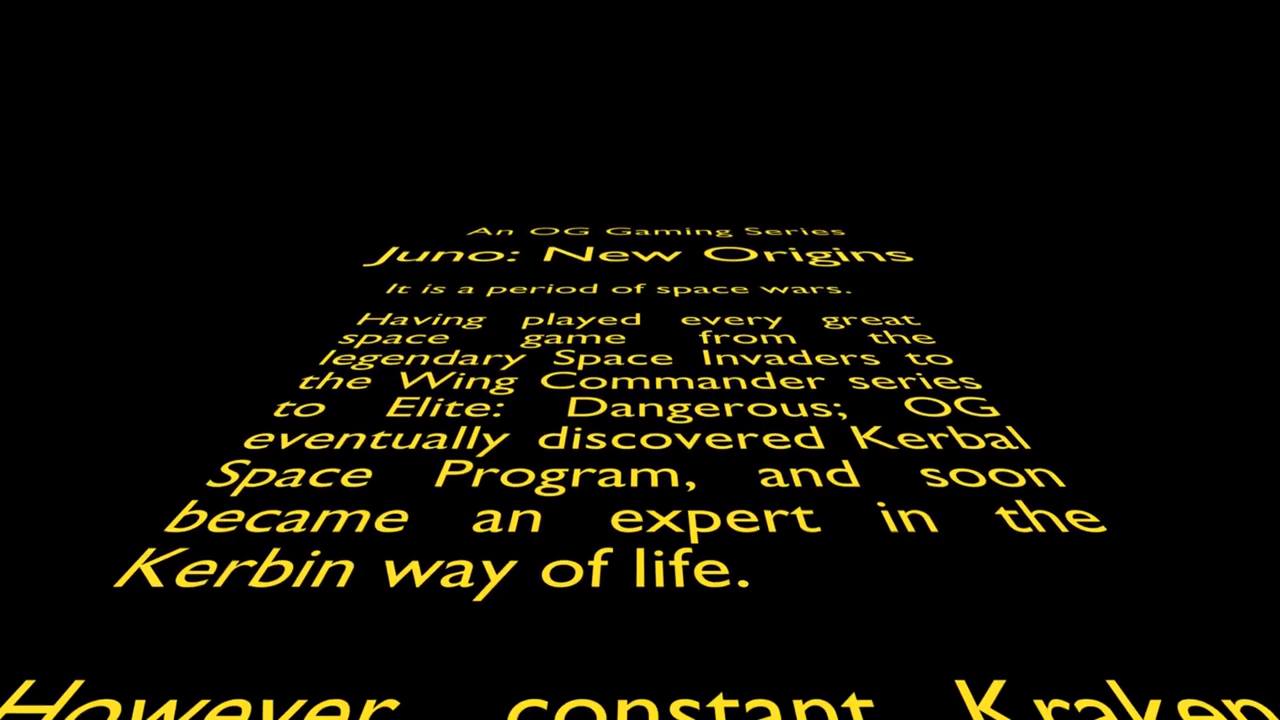 An OG Gaming Series
Juno: New Origins
It is a period of space wars.
Having played every great
space game from the
legendary Space Invaders to
the Wing Commander series
to Elite: Dangerous; OG
eventually discovered Kerbal
Space Program, and soon
became an expert in the
Kerbin way of life.
However constant Kraken